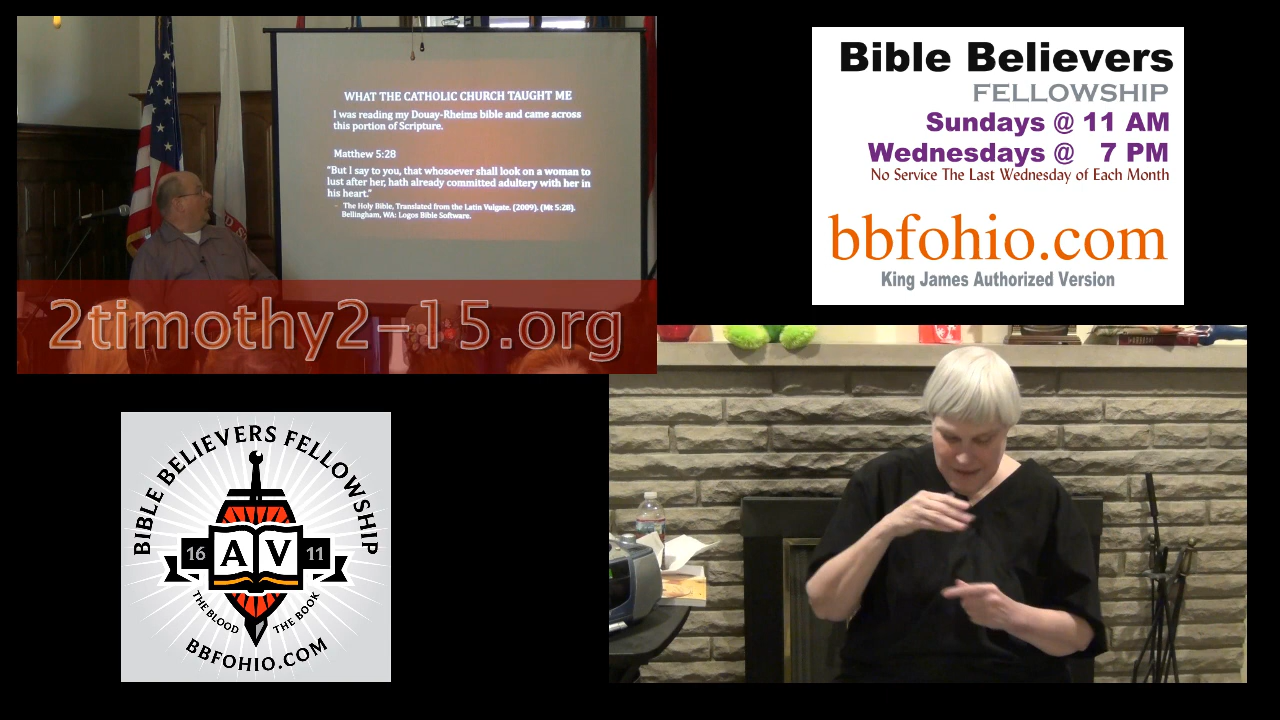 WHAT THE CATHOLIC CHURCH TAUGHT ME
I was reading my Douay-Rheims bible and came across
this portion of Scripture.
Matthew 5:28
"But I say to you, that whosoever shall look on a woman to
lust after her, hath already committed adultery with her in
his heart."
– The Holy Bible, Translated from the Latin Vulgate. (2009). (Mt 5:28).
Bellingham, WA: Logos Bible Software.
2timothy2-15.org
Bible Believers
FELLOWSHIP
Sundays @ 11 AM
Wednesdays @ 7 PM
No Service The Last Wednesday of Each Month
bbfohio.com
King James Authorized Version
BIBLE BELIEVERS FELLOWSHIP
16 AV 11
THE BLOOD THE BOOK
BBFOHIO.COM